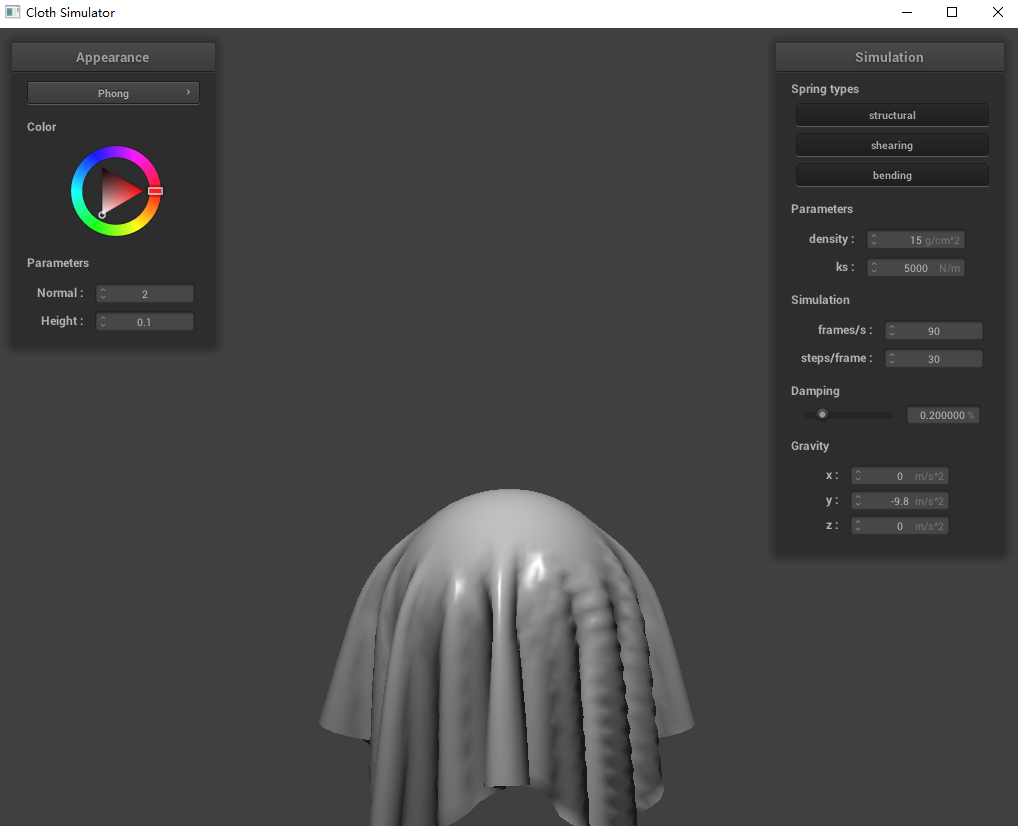 Cloth Simulator
Appearance
Phong
Color
Parameters
Normal : 2
Height : 0.1
Simulation
Spring types
structural
shearing
bending
Parameters
density : 15 g/cm^2
ks : 5000 N/m
Simulation
frames/s : 90
steps/frame : 30
Damping
0.200000 %
Gravity
x : 0 m/s^2
y : -9.8 m/s^2
z : 0 m/s^2